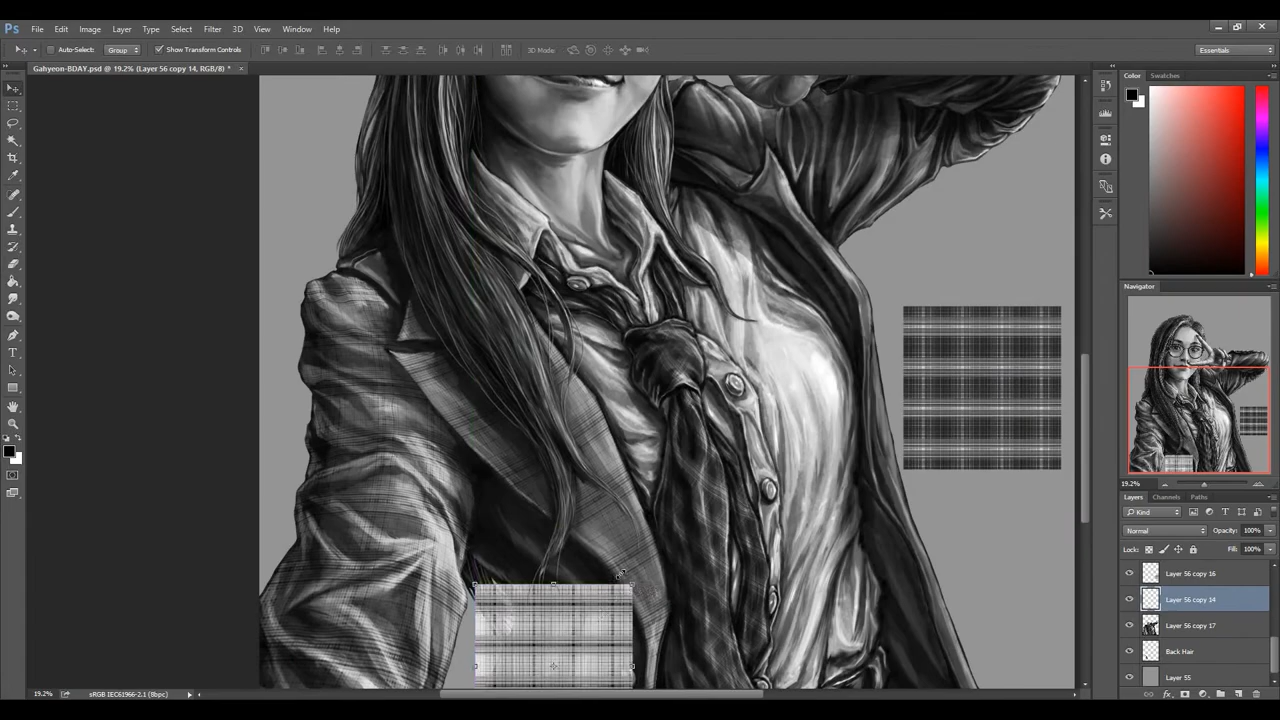 Ps File Edit Image Layer Type Select Filter 3D View Window Help
Auto-Select: Group Show Transform Controls 3D Mode: Essentials
Gahyeon-BDAY.psd @ 19.2% (Layer 56 copy 14, RGB/8) * ×
Color Swatches
Navigator
19.2%
Layers Channels Paths
Kind
Normal Opacity: 100%
Lock: Fill: 100%
Layer 56 copy 16
Layer 56 copy 14
Layer 56 copy 17
Back Hair
Layer 55
19.2% sRGB IEC61966-2.1 (8bpc)
fx